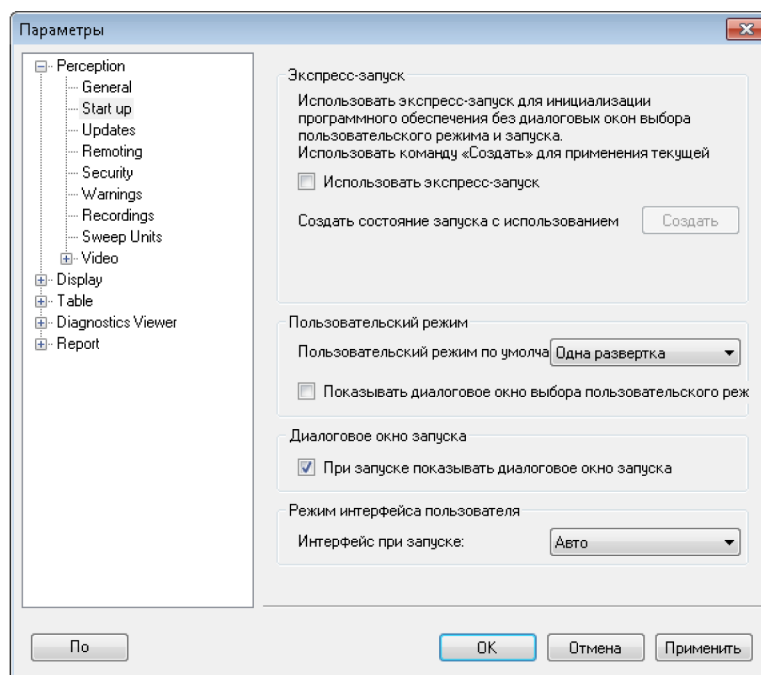 Параметры
Perception
General
Start up
Updates
Remoting
Security
Warnings
Recordings
Sweep Units
Video
Display
Table
Diagnostics Viewer
Report
Экспресс-запуск
Использовать экспресс-запуск для инициализации
программного обеспечения без диалоговых окон выбора
пользовательского режима и запуска.
Использовать команду «Создать» для применения текущей
Использовать экспресс-запуск
Создать состояние запуска с использованием Создать
Пользовательский режим
Пользовательский режим по умолча Одна развертка
Показывать диалоговое окно выбора пользовательского реж
Диалоговое окно запуска
При запуске показывать диалоговое окно запуска
Режим интерфейса пользователя
Интерфейс при запуске: Авто
По OK Отмена Применить